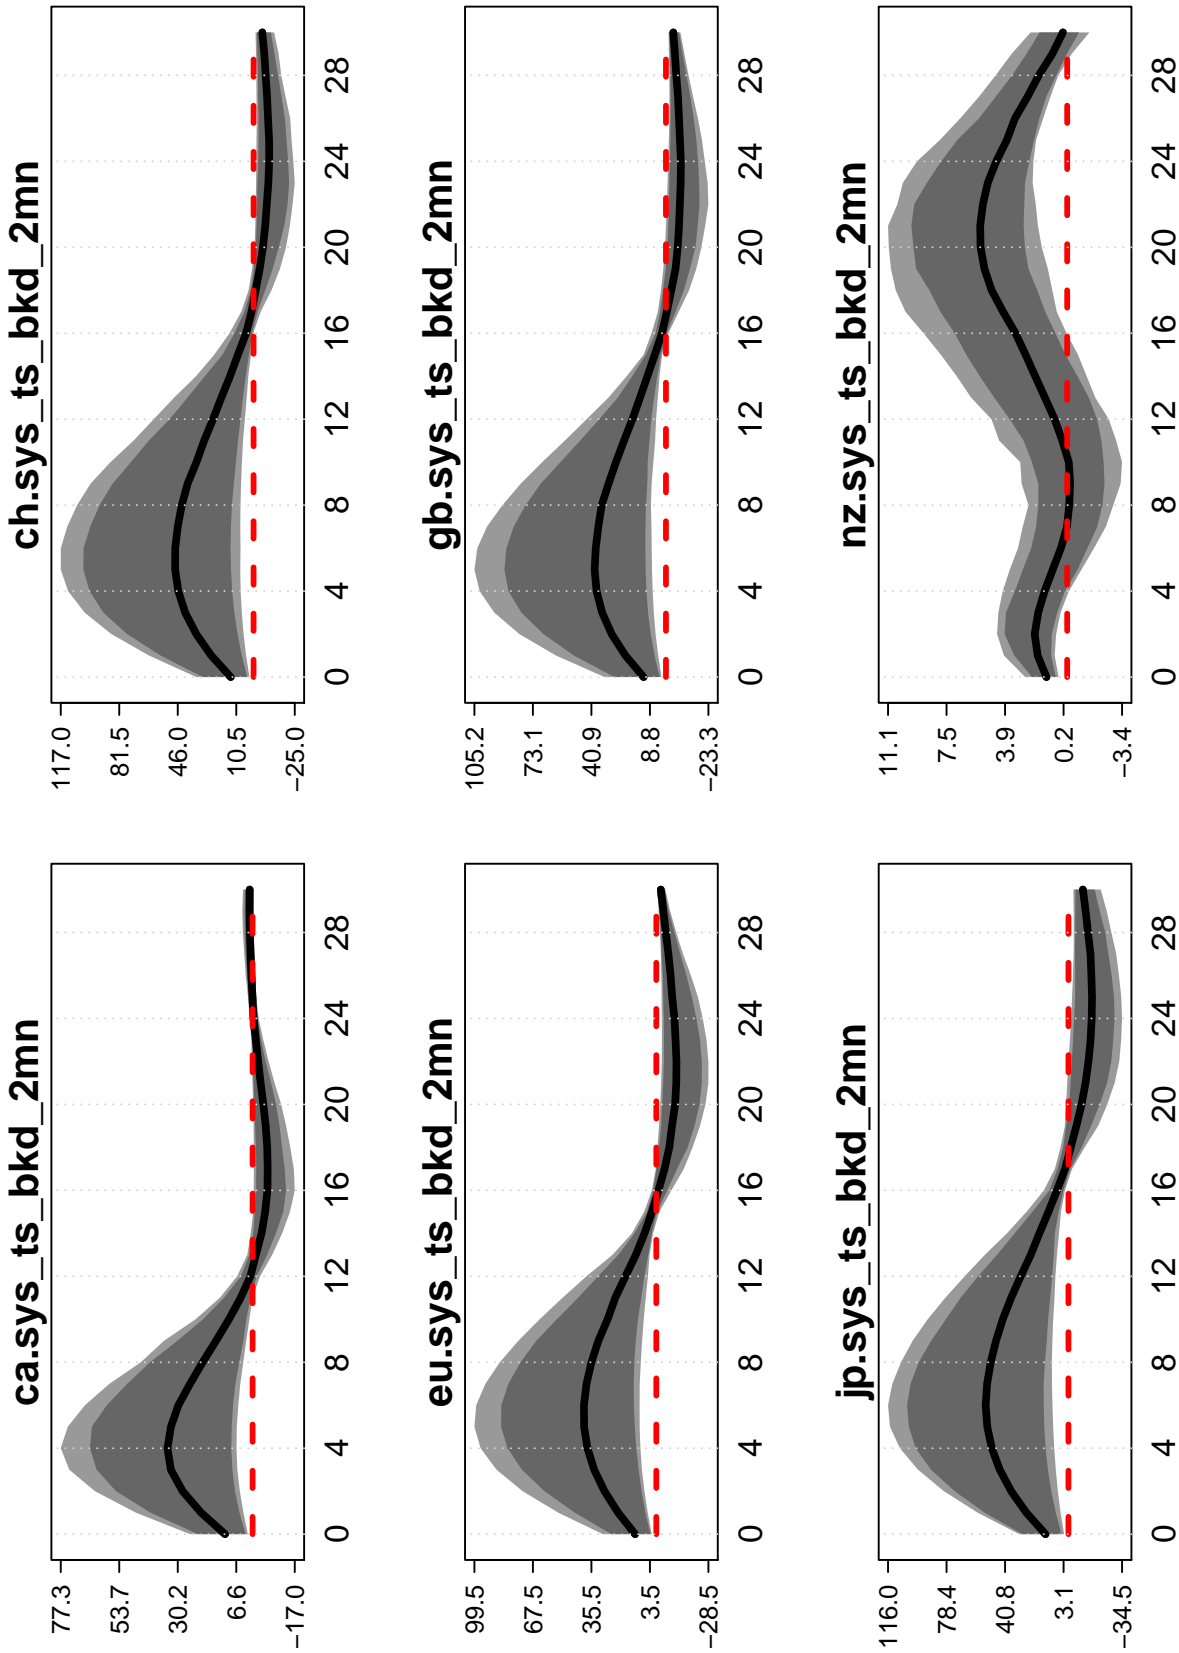 ca.sys_ts_bkd_2mn
77.3
53.7
30.2
6.6
−17.0
0 4 8 12 16 20 24 28
ch.sys_ts_bkd_2mn
117.0
81.5
46.0
10.5
−25.0
0 4 8 12 16 20 24 28
eu.sys_ts_bkd_2mn
99.5
67.5
35.5
3.5
−28.5
0 4 8 12 16 20 24 28
gb.sys_ts_bkd_2mn
105.2
73.1
40.9
8.8
−23.3
0 4 8 12 16 20 24 28
jp.sys_ts_bkd_2mn
116.0
78.4
40.8
3.1
−34.5
0 4 8 12 16 20 24 28
nz.sys_ts_bkd_2mn
11.1
7.5
3.9
0.2
−3.4
0 4 8 12 16 20 24 28